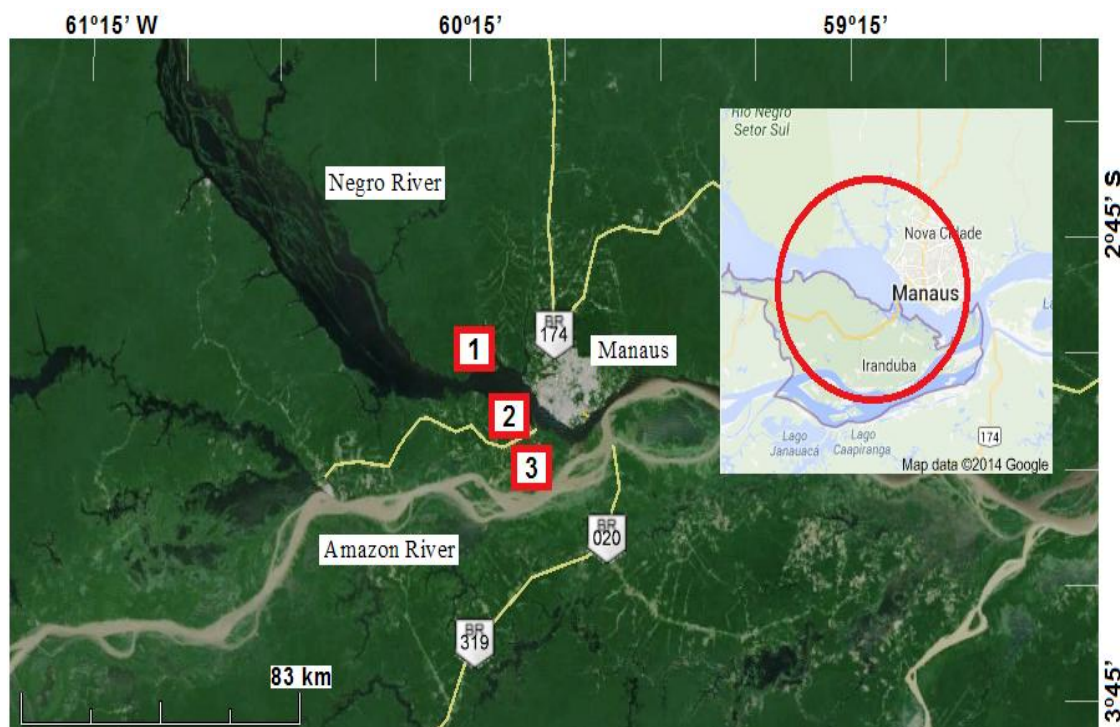 61º15’ W
60º15’
59º15’
Rio Negro
Setor Sul
Negro River
2º45’ S
Nova Cidade
Manaus
BR
174
1
Manaus
Iranduba
2
3
Lago
Janauaca
Lago
Caapiranga
174
Map data ©2014 Google
Amazon River
BR
020
BR
319
83 km
3º45’